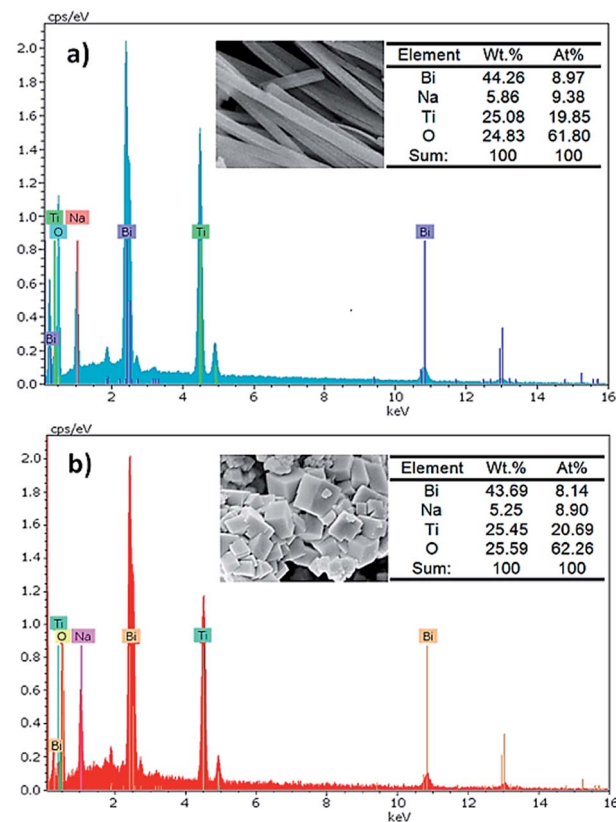 cps/eV
a)
2.0
1.8
1.6
1.4
1.2
1.0
0.8
0.6
0.4
0.2
0.0
Element Wt.% At%
Bi 44.26 8.97
Na 5.86 9.38
Ti 25.08 19.85
O 24.83 61.80
Sum: 100 100
Ti Na
O Bi Ti Bi
Bi
2 4 6 8 10 12 14 16
keV
cps/eV
b)
2.0
1.8
1.6
1.4
1.2
1.0
0.8
0.6
0.4
0.2
0.0
Element Wt.% At%
Bi 43.69 8.14
Na 5.25 8.90
Ti 25.45 20.69
O 25.59 62.26
Sum: 100 100
Ti
O Na Bi Ti Bi
Bi
2 4 6 8 10 12 14 16
keV